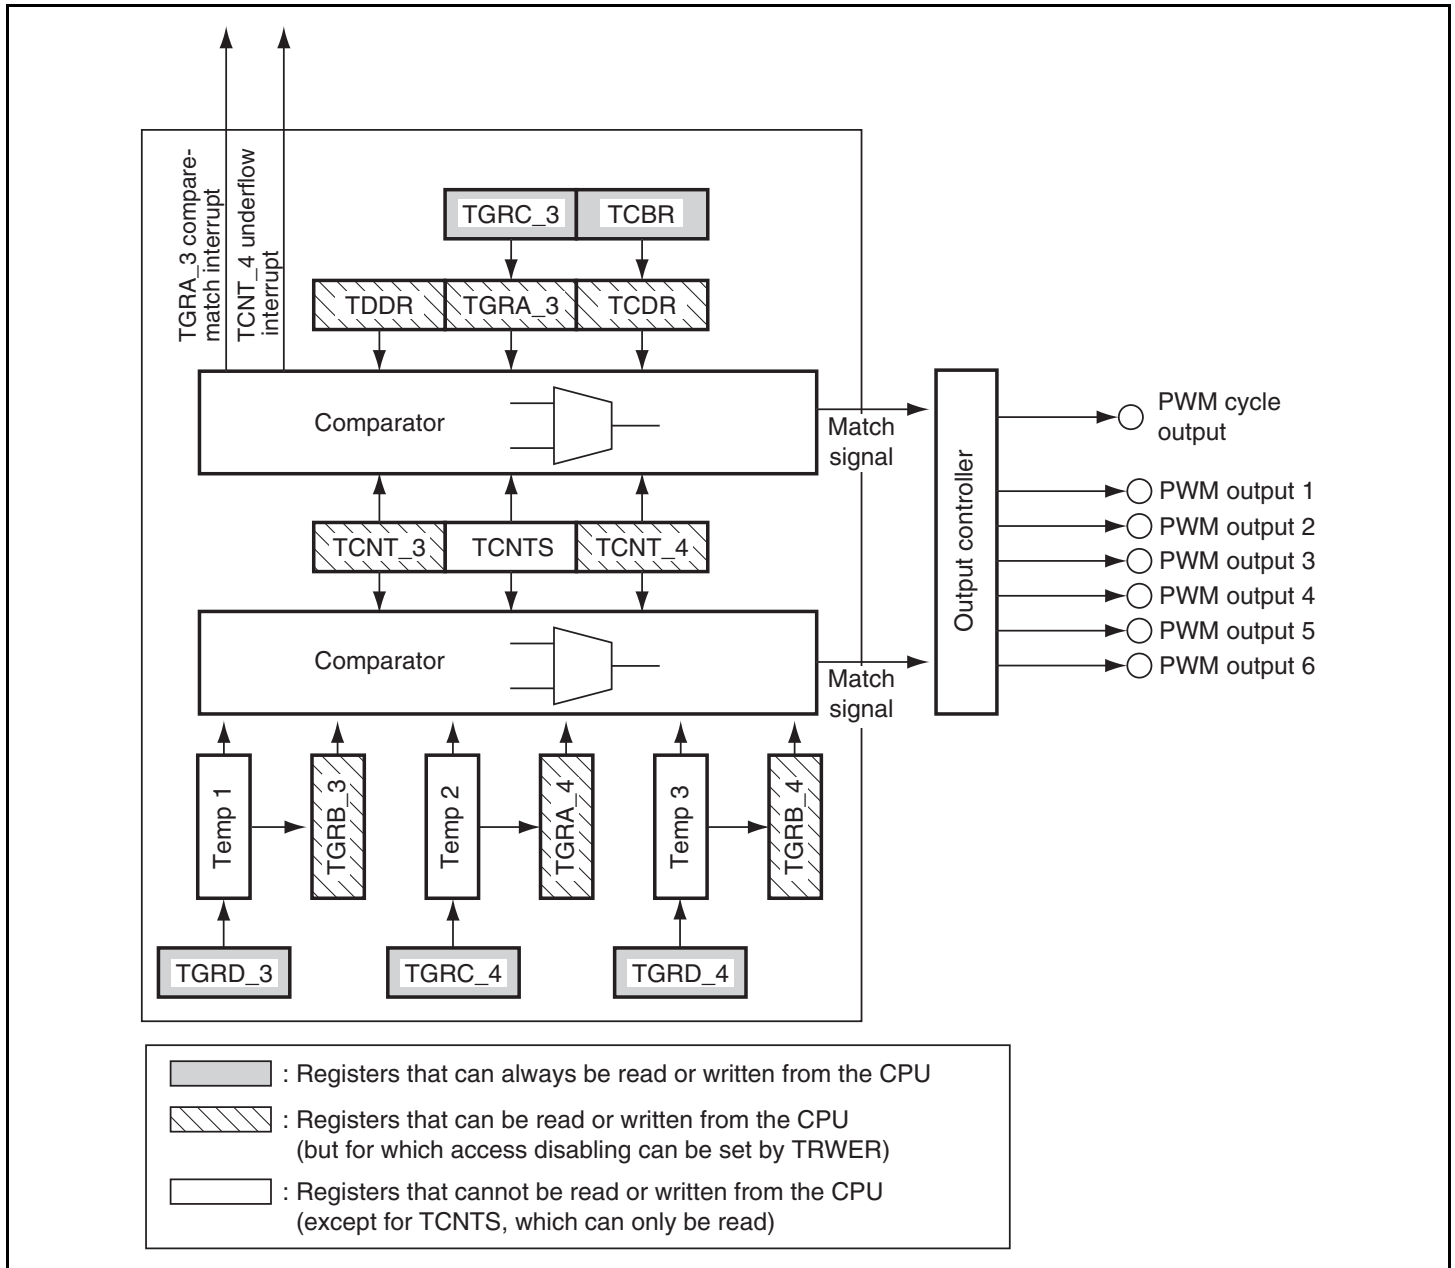 TGRA_3 compare-
match interrupt
TCNT_4 underflow
interrupt
TGRC_3
TCBR
TDDR
TGRA_3
TCDR
Comparator
Match
signal
TCNT_3
TCNTS
TCNT_4
Comparator
Match
signal
Output controller
PWM cycle
output
PWM output 1
PWM output 2
PWM output 3
PWM output 4
PWM output 5
PWM output 6
Temp 1
TGRB_3
Temp 2
TGRA_4
Temp 3
TGRB_4
TGRD_3
TGRC_4
TGRD_4
: Registers that can always be read or written from the CPU
: Registers that can be read or written from the CPU
(but for which access disabling can be set by TRWER)
: Registers that cannot be read or written from the CPU
(except for TCNTS, which can only be read)